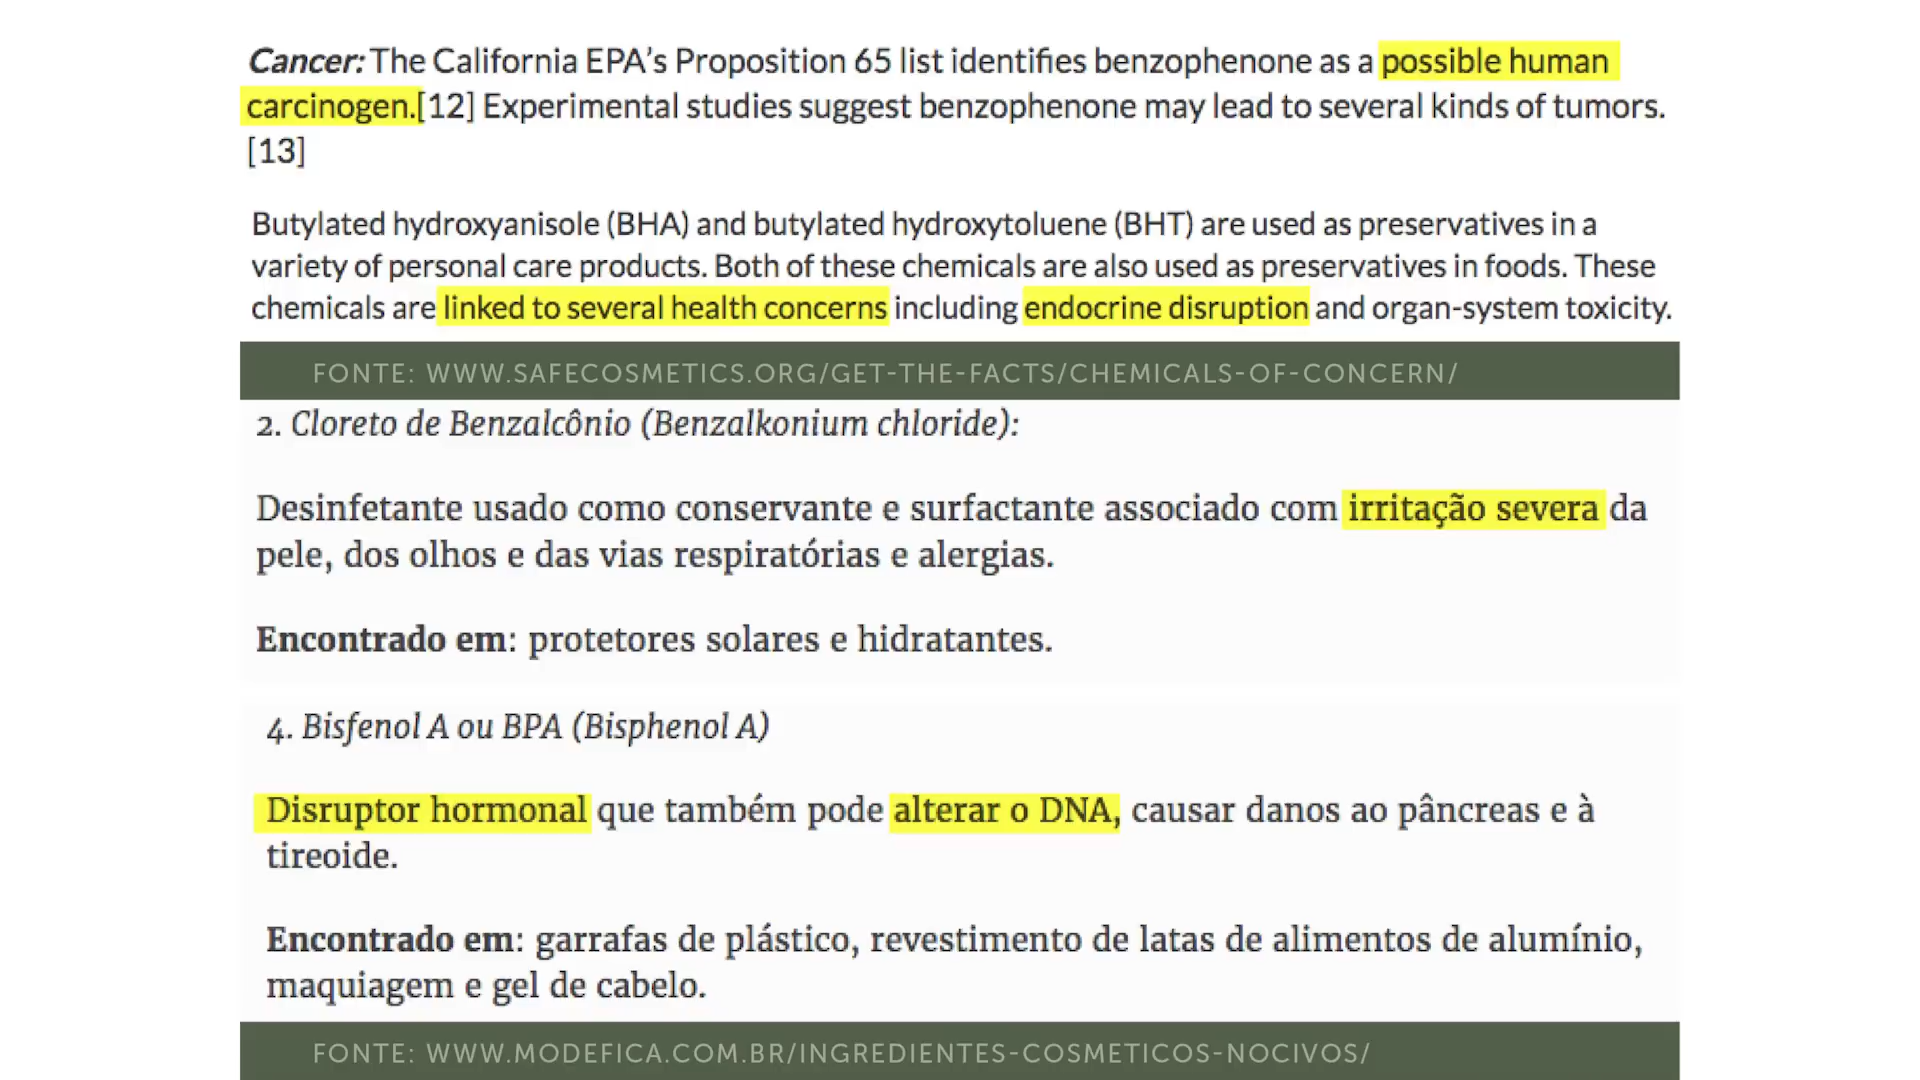 Cancer: The California EPA’s Proposition 65 list identifies benzophenone as a possible human
carcinogen.[12] Experimental studies suggest benzophenone may lead to several kinds of tumors.
[13]
Butylated hydroxyanisole (BHA) and butylated hydroxytoluene (BHT) are used as preservatives in a
variety of personal care products. Both of these chemicals are also used as preservatives in foods. These
chemicals are linked to several health concerns including endocrine disruption and organ-system toxicity.
FONTE: WWW.SAFECOSMETICS.ORG/GET-THE-FACTS/CHEMICALS-OF-CONCERN/
2. Cloreto de Benzalcônio (Benzalkonium chloride):
Desinfetante usado como conservante e surfactante associado com irritação severa da
pele, dos olhos e das vias respiratórias e alergias.
Encontrado em: protetores solares e hidratantes.
4. Bisfenol A ou BPA (Bisphenol A)
Disruptor hormonal que também pode alterar o DNA, causar danos ao pâncreas e à
tireoide.
Encontrado em: garrafas de plástico, revestimento de latas de alimentos de alumínio,
maquiagem e gel de cabelo.
FONTE: WWW.MODEFICA.COM.BR/INGREDIENTES-COSMETICOS-NOCIVOS/